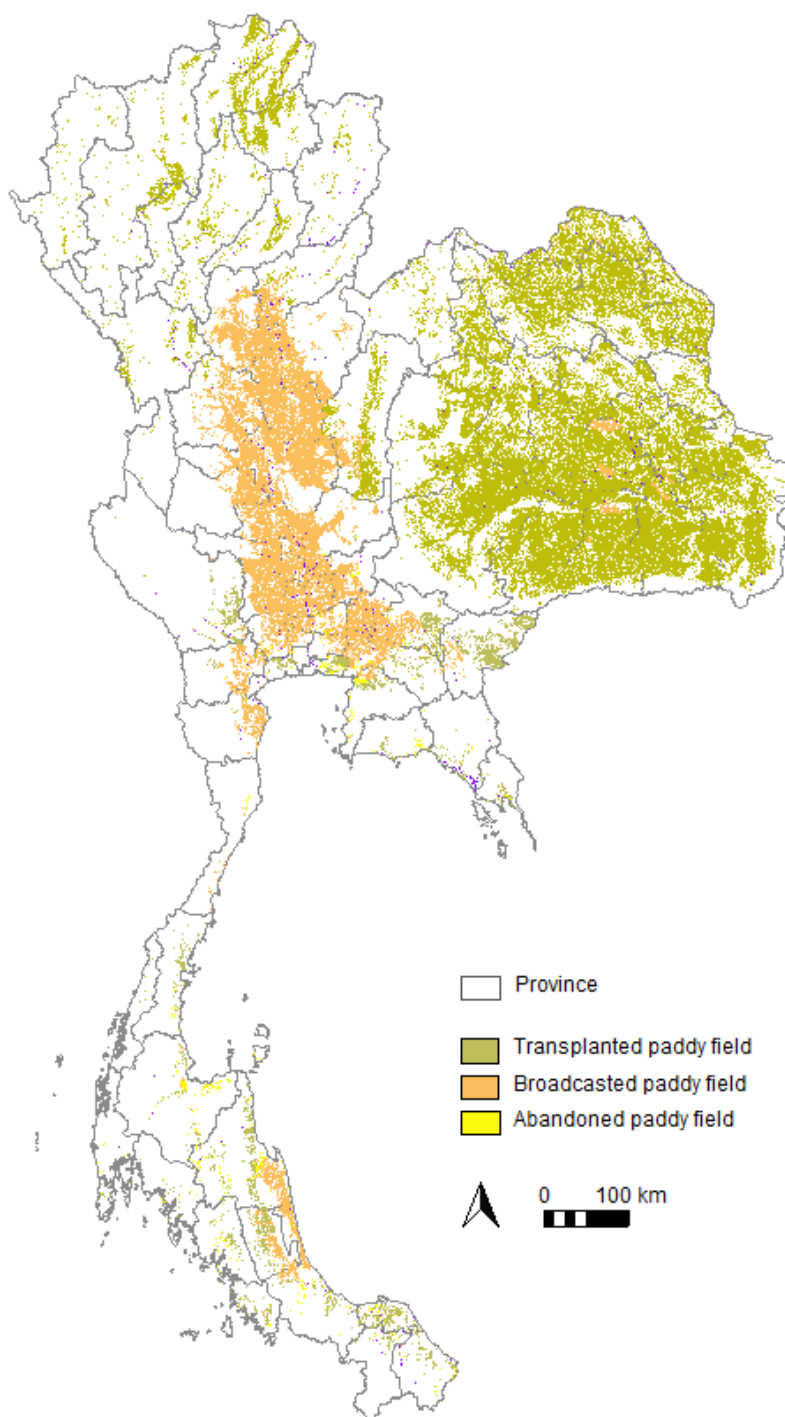 Province
Transplanted paddy field
Broadcasted paddy field
Abandoned paddy field
0 100 km